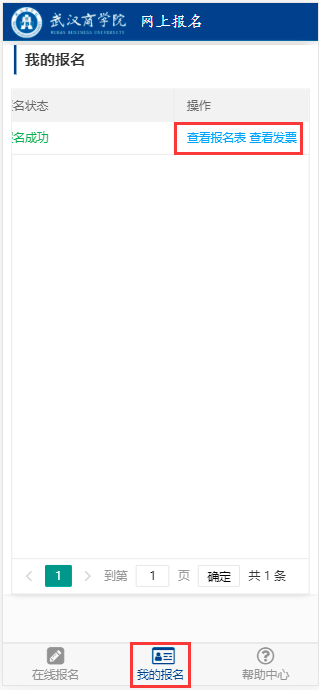 武汉商学院 网上报名
WUHAN BUSINESS UNIVERSITY
我的报名
名状态 操作
名成功 查看报名表 查看发票
1 到第 1 页 确定 共 1 条
在线报名 我的报名 帮助中心